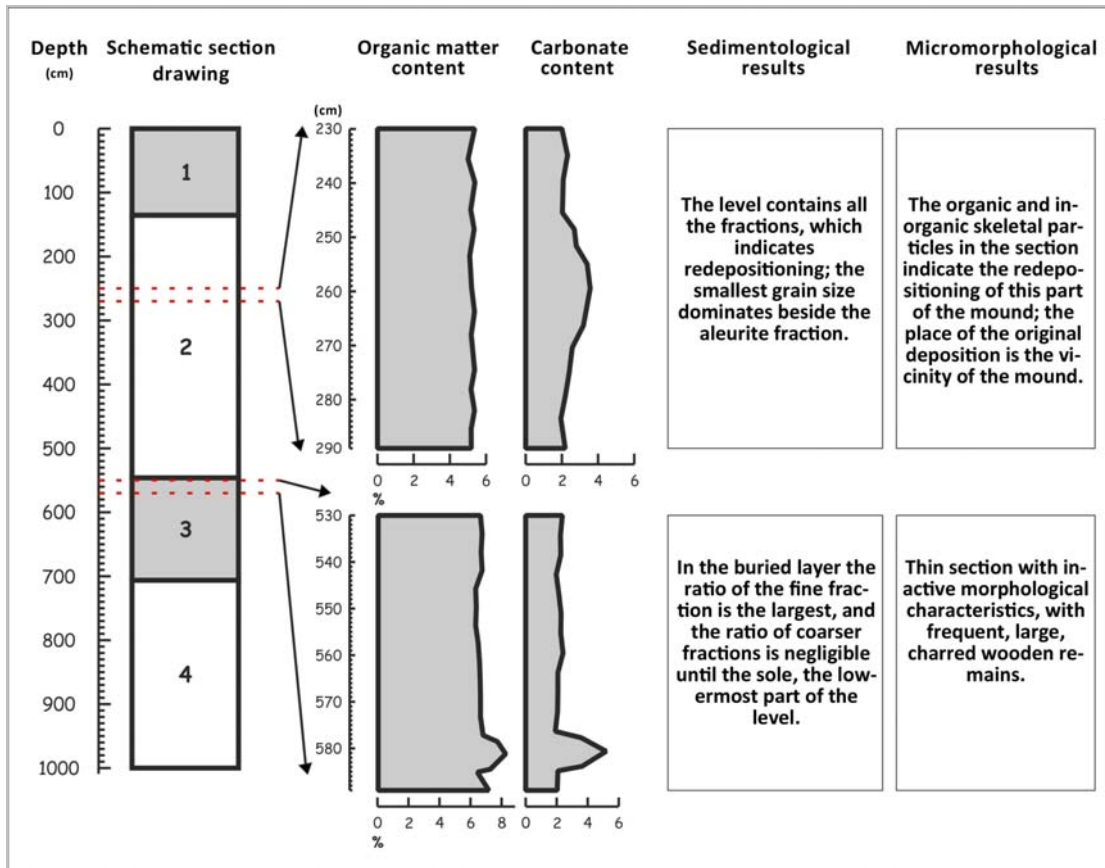 Depth
(cm)
Schematic section
drawing
Organic matter
content
Carbonate
content
Sedimentological
results
Micromorphological
results
0
100
200
300
400
500
600
700
800
900
1000
1
2
3
4
(cm)
230
240
250
260
270
280
290
0 2 4 6
%
0 2 4 6
The level contains all
the fractions, which
indicates
redepositioning; the
smallest grain size
dominates beside the
aleurite fraction.
The organic and in-
organic skeletal par-
ticles in the section
indicate the redepo-
sitioning of this part
of the mound; the
place of the original
deposition is the vi-
cinity of the mound.
530
540
550
560
570
580
0 2 4 6 8
%
0 2 4 6
In the buried layer the
ratio of the fine frac-
tion is the largest, and
the ratio of coarser
fractions is negligible
until the sole, the low-
ermost part of the
level.
Thin section with in-
active morphological
characteristics, with
frequent, large,
charred wooden re-
mains.